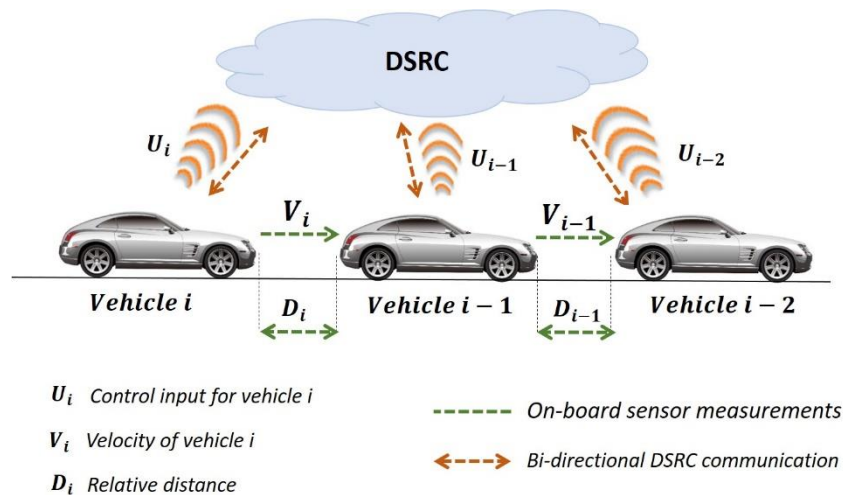 DSRC
U_i
U_{i-1}
U_{i-2}
V_i
V_{i-1}
Vehicle i
D_i
Vehicle i − 1
D_{i-1}
Vehicle i − 2
U_i Control input for vehicle i
V_i Velocity of vehicle i
D_i Relative distance
On-board sensor measurements
Bi-directional DSRC communication